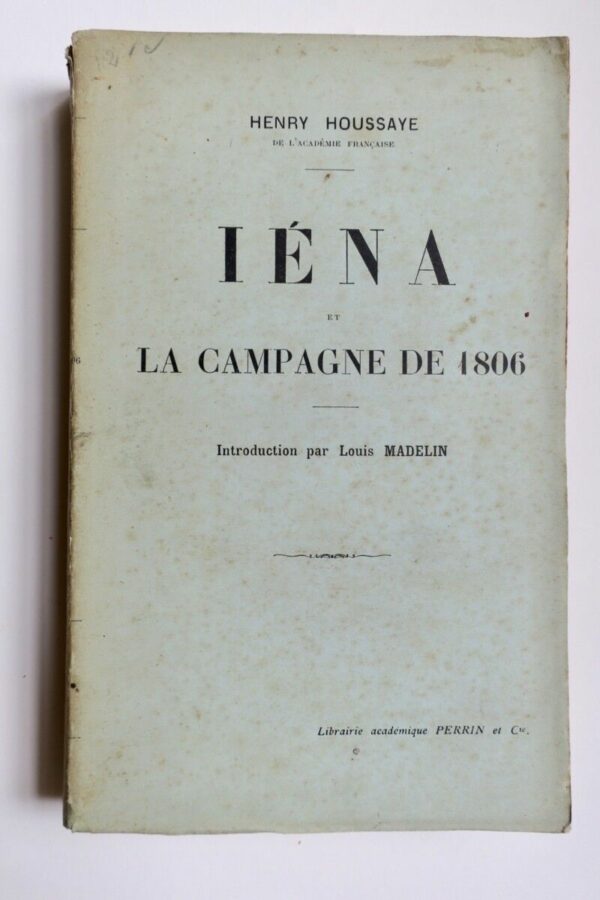 HENRY HOUSSAYE
DE L'ACADÉMIE FRANÇAISE
IÉNA
ET
LA CAMPAGNE DE 1806
Introduction par Louis MADELIN
Librairie academique PERRIN et Cie.